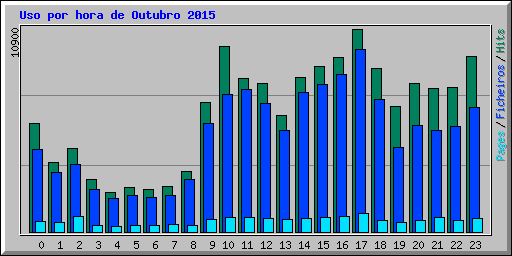 Uso por hora de Outubro 2015
10900
Pages / Ficheiros / Hits
0 1 2 3 4 5 6 7 8 9 10 11 12 13 14 15 16 17 18 19 20 21 22 23